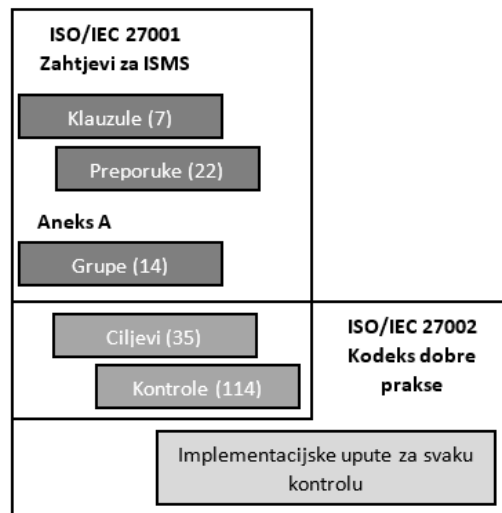 ISO/IEC 27001
Zahtjevi za ISMS
Klauzule (7)
Preporuke (22)
Aneks A
Grupe (14)
Ciljevi (35)
Kontrole (114)
ISO/IEC 27002
Kodeks dobre
prakse
Implementacijske upute za svaku
kontrolu